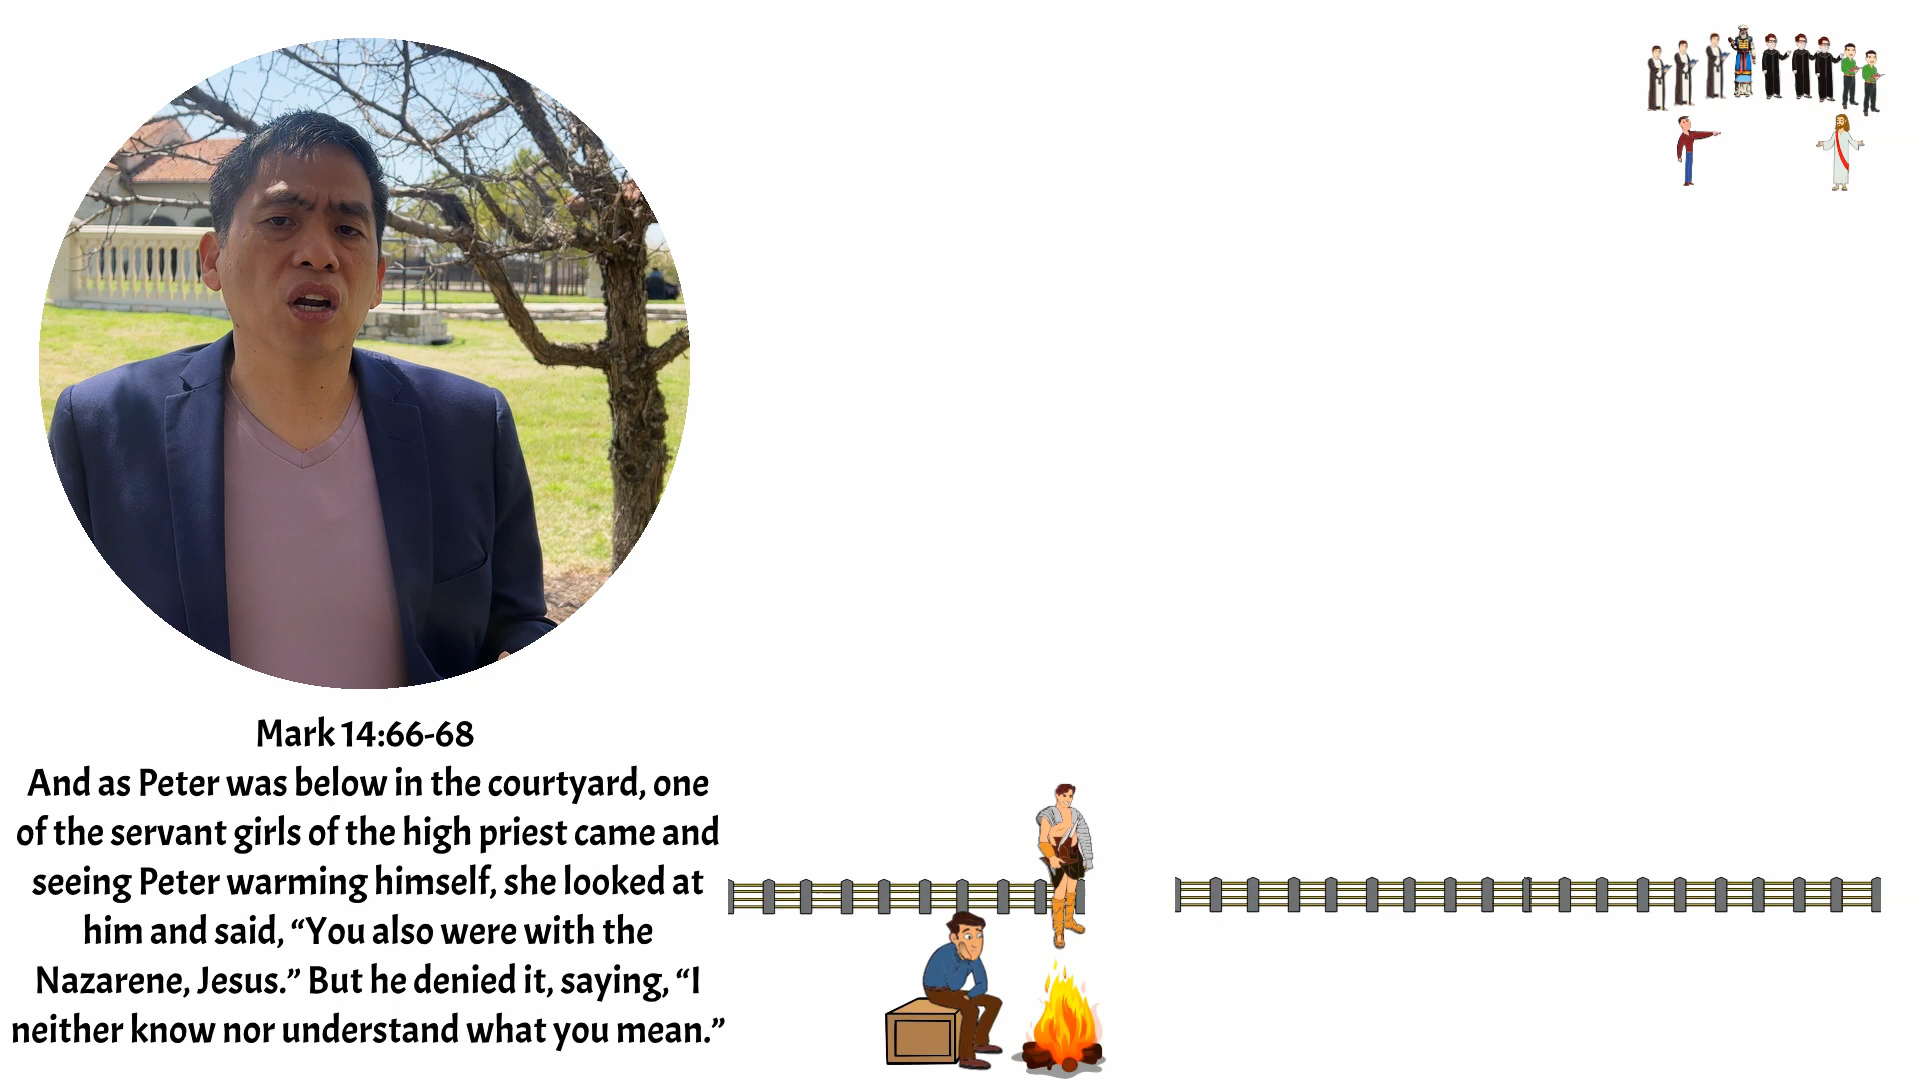 Mark 14:66-68
And as Peter was below in the courtyard, one
of the servant girls of the high priest came and
seeing Peter warming himself, she looked at
him and said, “You also were with the
Nazarene, Jesus.” But he denied it, saying, “I
neither know nor understand what you mean.”